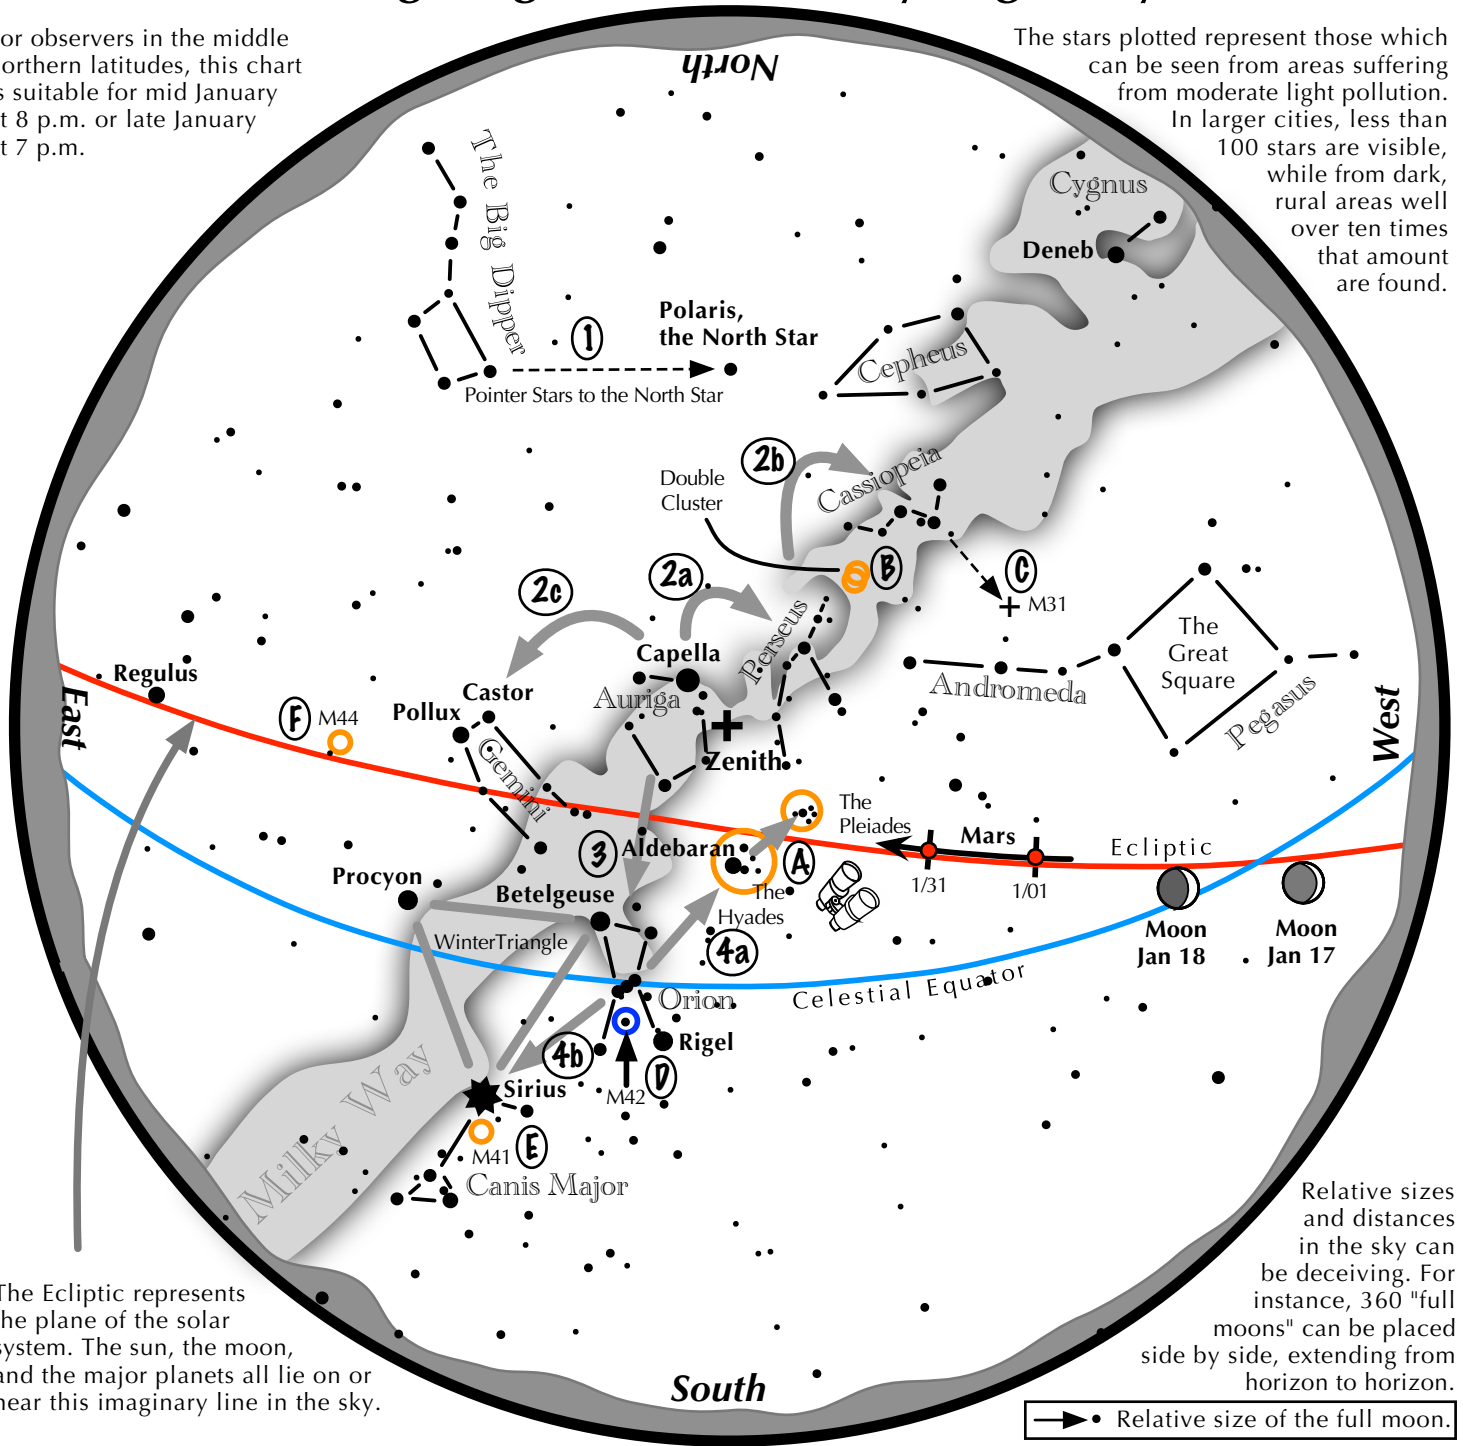 North
or observers in the middle
orthern latitudes, this chart
s suitable for mid January
t 8 p.m. or late January
t 7 p.m.
The stars plotted represent those which
can be seen from areas suffering
from moderate light pollution.
In larger cities, less than
100 stars are visible,
while from dark,
rural areas well
over ten times
that amount
are found.
The Big Dipper
Cygnus
Deneb
1
Polaris,
the North Star
Pointer Stars to the North Star
Cepheus
2b
Cassiopeia
Double
Cluster
B
C
M31
2c
2a
Perseus
The
Great
Square
Capella
Regulus
Castor
Auriga
Andromeda
Pegasus
East
West
F
M44
Pollux
Gemini
Zenith
The
Pleiades
Mars
Ecliptic
3
Aldebaran
A
1/31
1/01
Procyon
Betelgeuse
The
Hyades
Moon
Jan 18
Moon
Jan 17
WinterTriangle
4a
Orion
Celestial Equator
4b
Rigel
Sirius
M42
D
Milky Way
M41
E
Canis Major
Relative sizes
and distances
in the sky can
be deceiving. For
instance, 360 "full
moons" can be placed
side by side, extending from
horizon to horizon.
The Ecliptic represents
the plane of the solar
system. The sun, the moon,
and the major planets all lie on or
near this imaginary line in the sky.
South
Relative size of the full moon.